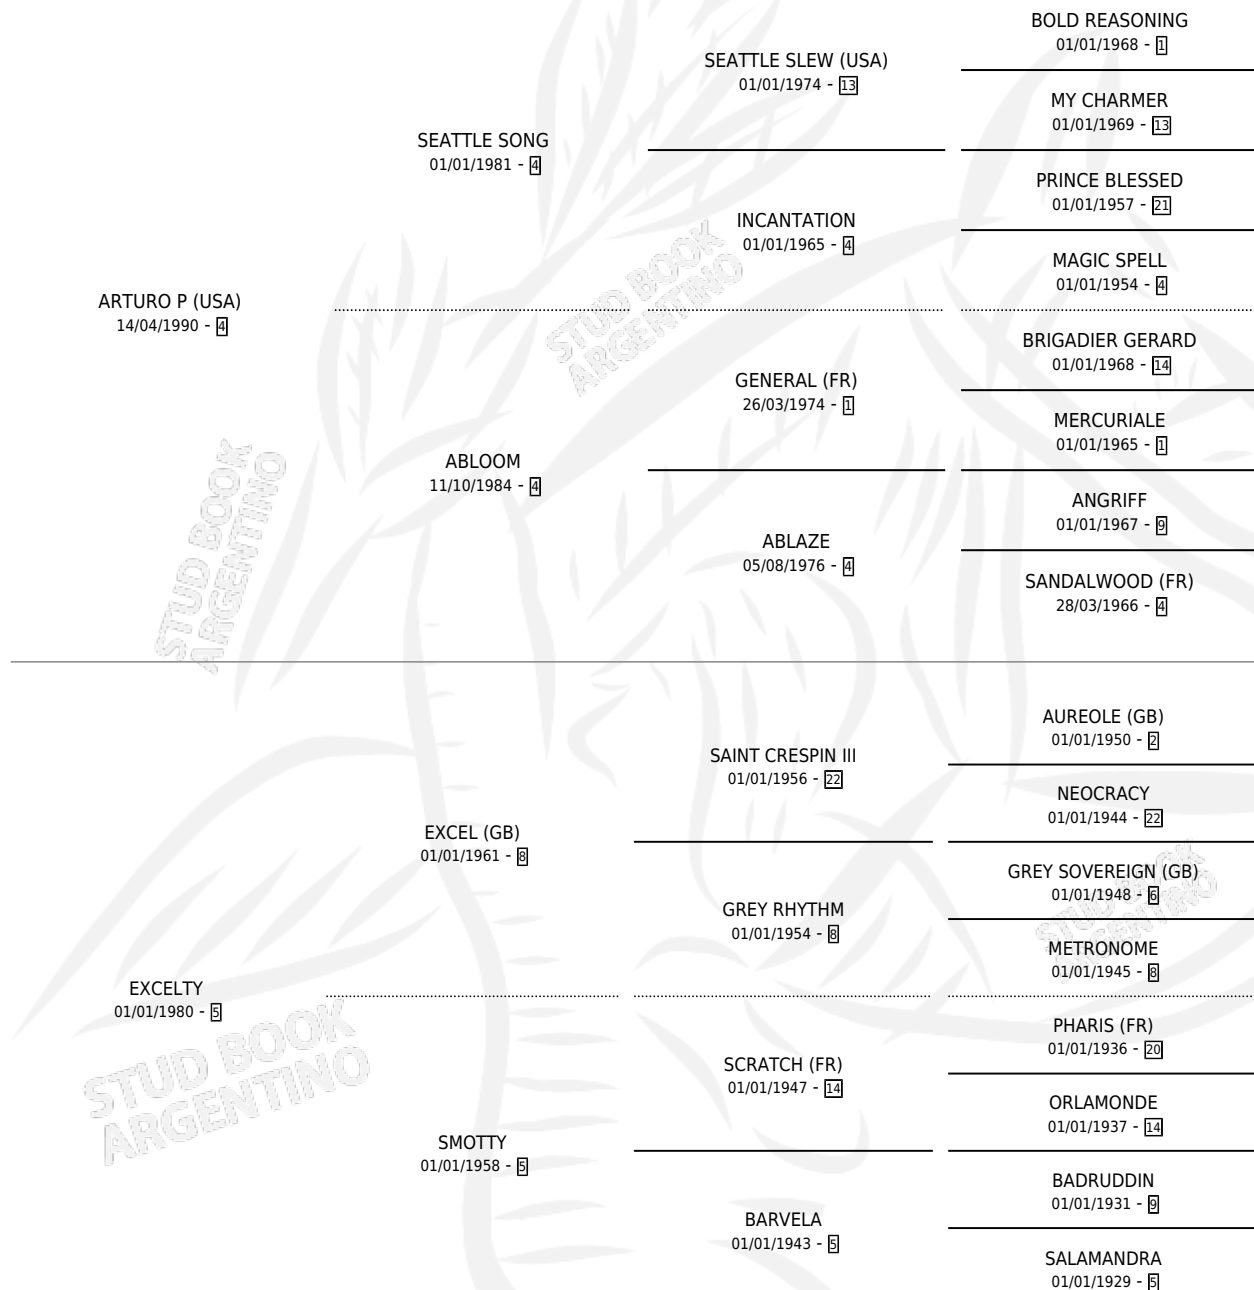 BOLD REASONING
01/01/1968 - 1
SEATTLE SLEW (USA)
01/01/1974 - 13
MY CHARMER
01/01/1969 - 13
SEATTLE SONG
01/01/1981 - 4
PRINCE BLESSED
01/01/1957 - 21
INCANTATION
01/01/1965 - 4
MAGIC SPELL
01/01/1954 - 4
ARTURO P (USA)
14/04/1990 - 4
STUD BOOK
ARGENTINO
BRIGADIER GERARD
01/01/1968 - 14
GENERAL (FR)
26/03/1974 - 1
MERCURIALE
01/01/1965 - 1
ABLOOM
11/10/1984 - 4
ANGRIFF
01/01/1967 - 9
ABLAZE
05/08/1976 - 4
SANDALWOOD (FR)
28/03/1966 - 4
STUD BOOK
ARGENTINO
AUREOLE (GB)
01/01/1950 - 2
SAINT CRESPIN III
01/01/1956 - 22
NEOCRACY
01/01/1944 - 22
EXCEL (GB)
01/01/1961 - 8
GREY SOVEREIGN (GB)
01/01/1948 - 6
GREY RHYTHM
01/01/1954 - 8
STUD BOOK
ARGENTINO
METRONOME
01/01/1945 - 8
EXCELTY
01/01/1980 - 5
PHARIS (FR)
01/01/1936 - 20
SCRATCH (FR)
01/01/1947 - 14
STUD BOOK
ARGENTINO
ORLAMONDE
01/01/1937 - 14
SMOTTY
01/01/1958 - 5
BADRUDDIN
01/01/1931 - 9
BARVELA
01/01/1943 - 5
SALAMANDRA
01/01/1929 - 5